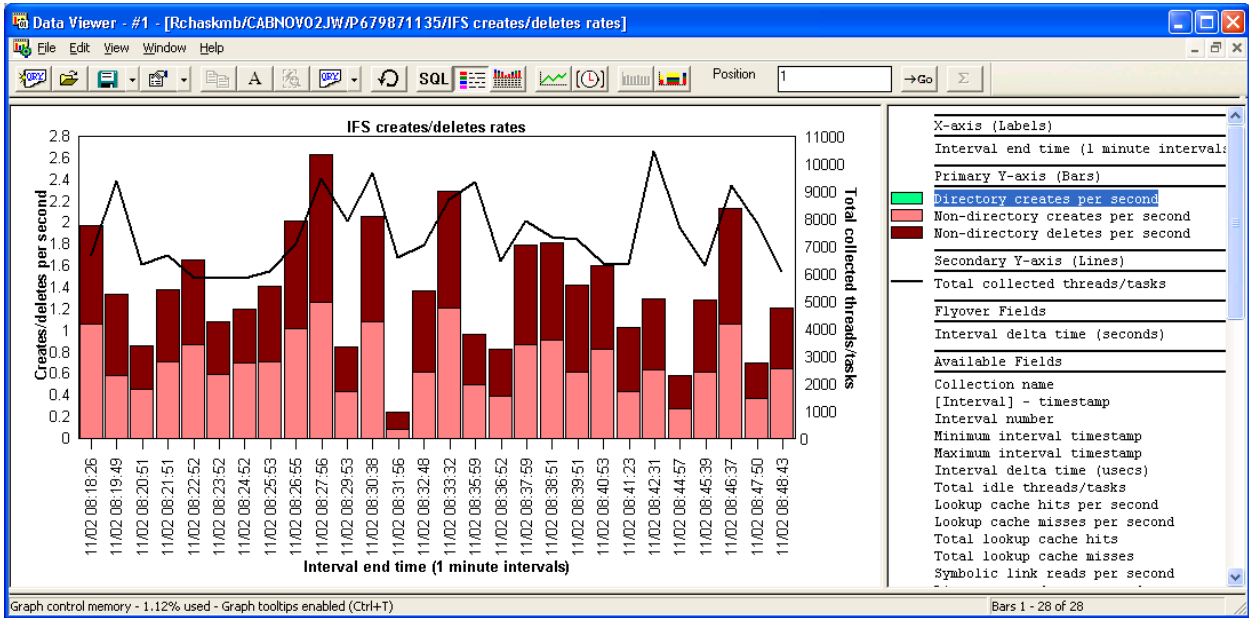 Data Viewer - #1 - [Rchaskmb/CABNOV02JW/P679871135/IFS creates/deletes rates]
File Edit View Window Help
QRY A QRY SQL Position 1 Go Σ
IFS creates/deletes rates
Creates/deletes per second
2.8
2.6
2.4
2.2
2
1.8
1.6
1.4
1.2
1
0.8
0.6
0.4
0.2
0
11000
10000
9000
8000
7000
6000
5000
4000
3000
2000
1000
0
Total collected threads/tasks
11/02 08:18:26
11/02 08:19:49
11/02 08:20:51
11/02 08:21:51
11/02 08:22:52
11/02 08:23:52
11/02 08:24:52
11/02 08:25:53
11/02 08:26:55
11/02 08:27:56
11/02 08:29:53
11/02 08:30:38
11/02 08:31:56
11/02 08:32:48
11/02 08:33:32
11/02 08:35:59
11/02 08:36:52
11/02 08:37:59
11/02 08:38:51
11/02 08:39:51
11/02 08:40:53
11/02 08:41:23
11/02 08:42:31
11/02 08:44:57
11/02 08:45:39
11/02 08:46:37
11/02 08:47:50
11/02 08:48:43
Interval end time (1 minute intervals)
X-axis (Labels)
Interval end time (1 minute intervals
Primary Y-axis (Bars)
Directory creates per second
Non-directory creates per second
Non-directory deletes per second
Secondary Y-axis (Lines)
Total collected threads/tasks
Flyover Fields
Interval delta time (seconds)
Available Fields
Collection name
[Interval] - timestamp
Interval number
Minimum interval timestamp
Maximum interval timestamp
Interval delta time (usecs)
Total idle threads/tasks
Lookup cache hits per second
Lookup cache misses per second
Total lookup cache hits
Total lookup cache misses
Symbolic link reads per second
Graph control memory - 1.12% used - Graph tooltips enabled (Ctrl+T)
Bars 1 - 28 of 28